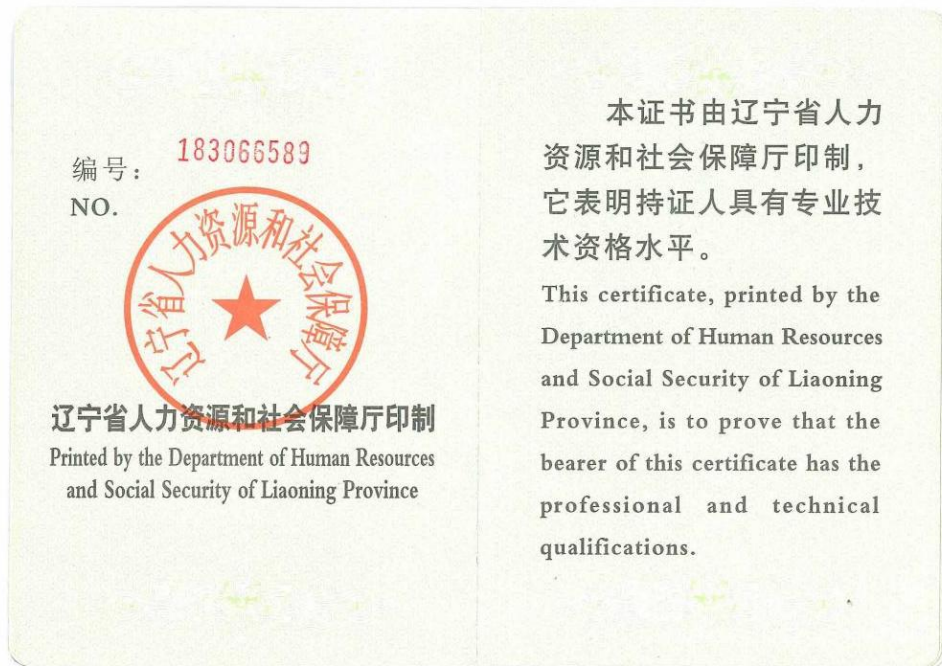 编号：
183066589
NO.
辽宁省人力资源和社会保障厅
辽宁省人力资源和社会保障厅印制
Printed by the Department of Human Resources
and Social Security of Liaoning Province
本证书由辽宁省人力
资源和社会保障厅印制，
它表明持证人具有专业技
术资格水平。
This certificate, printed by the
Department of Human Resources
and Social Security of Liaoning
Province, is to prove that the
bearer of this certificate has the
professional and technical
qualifications.